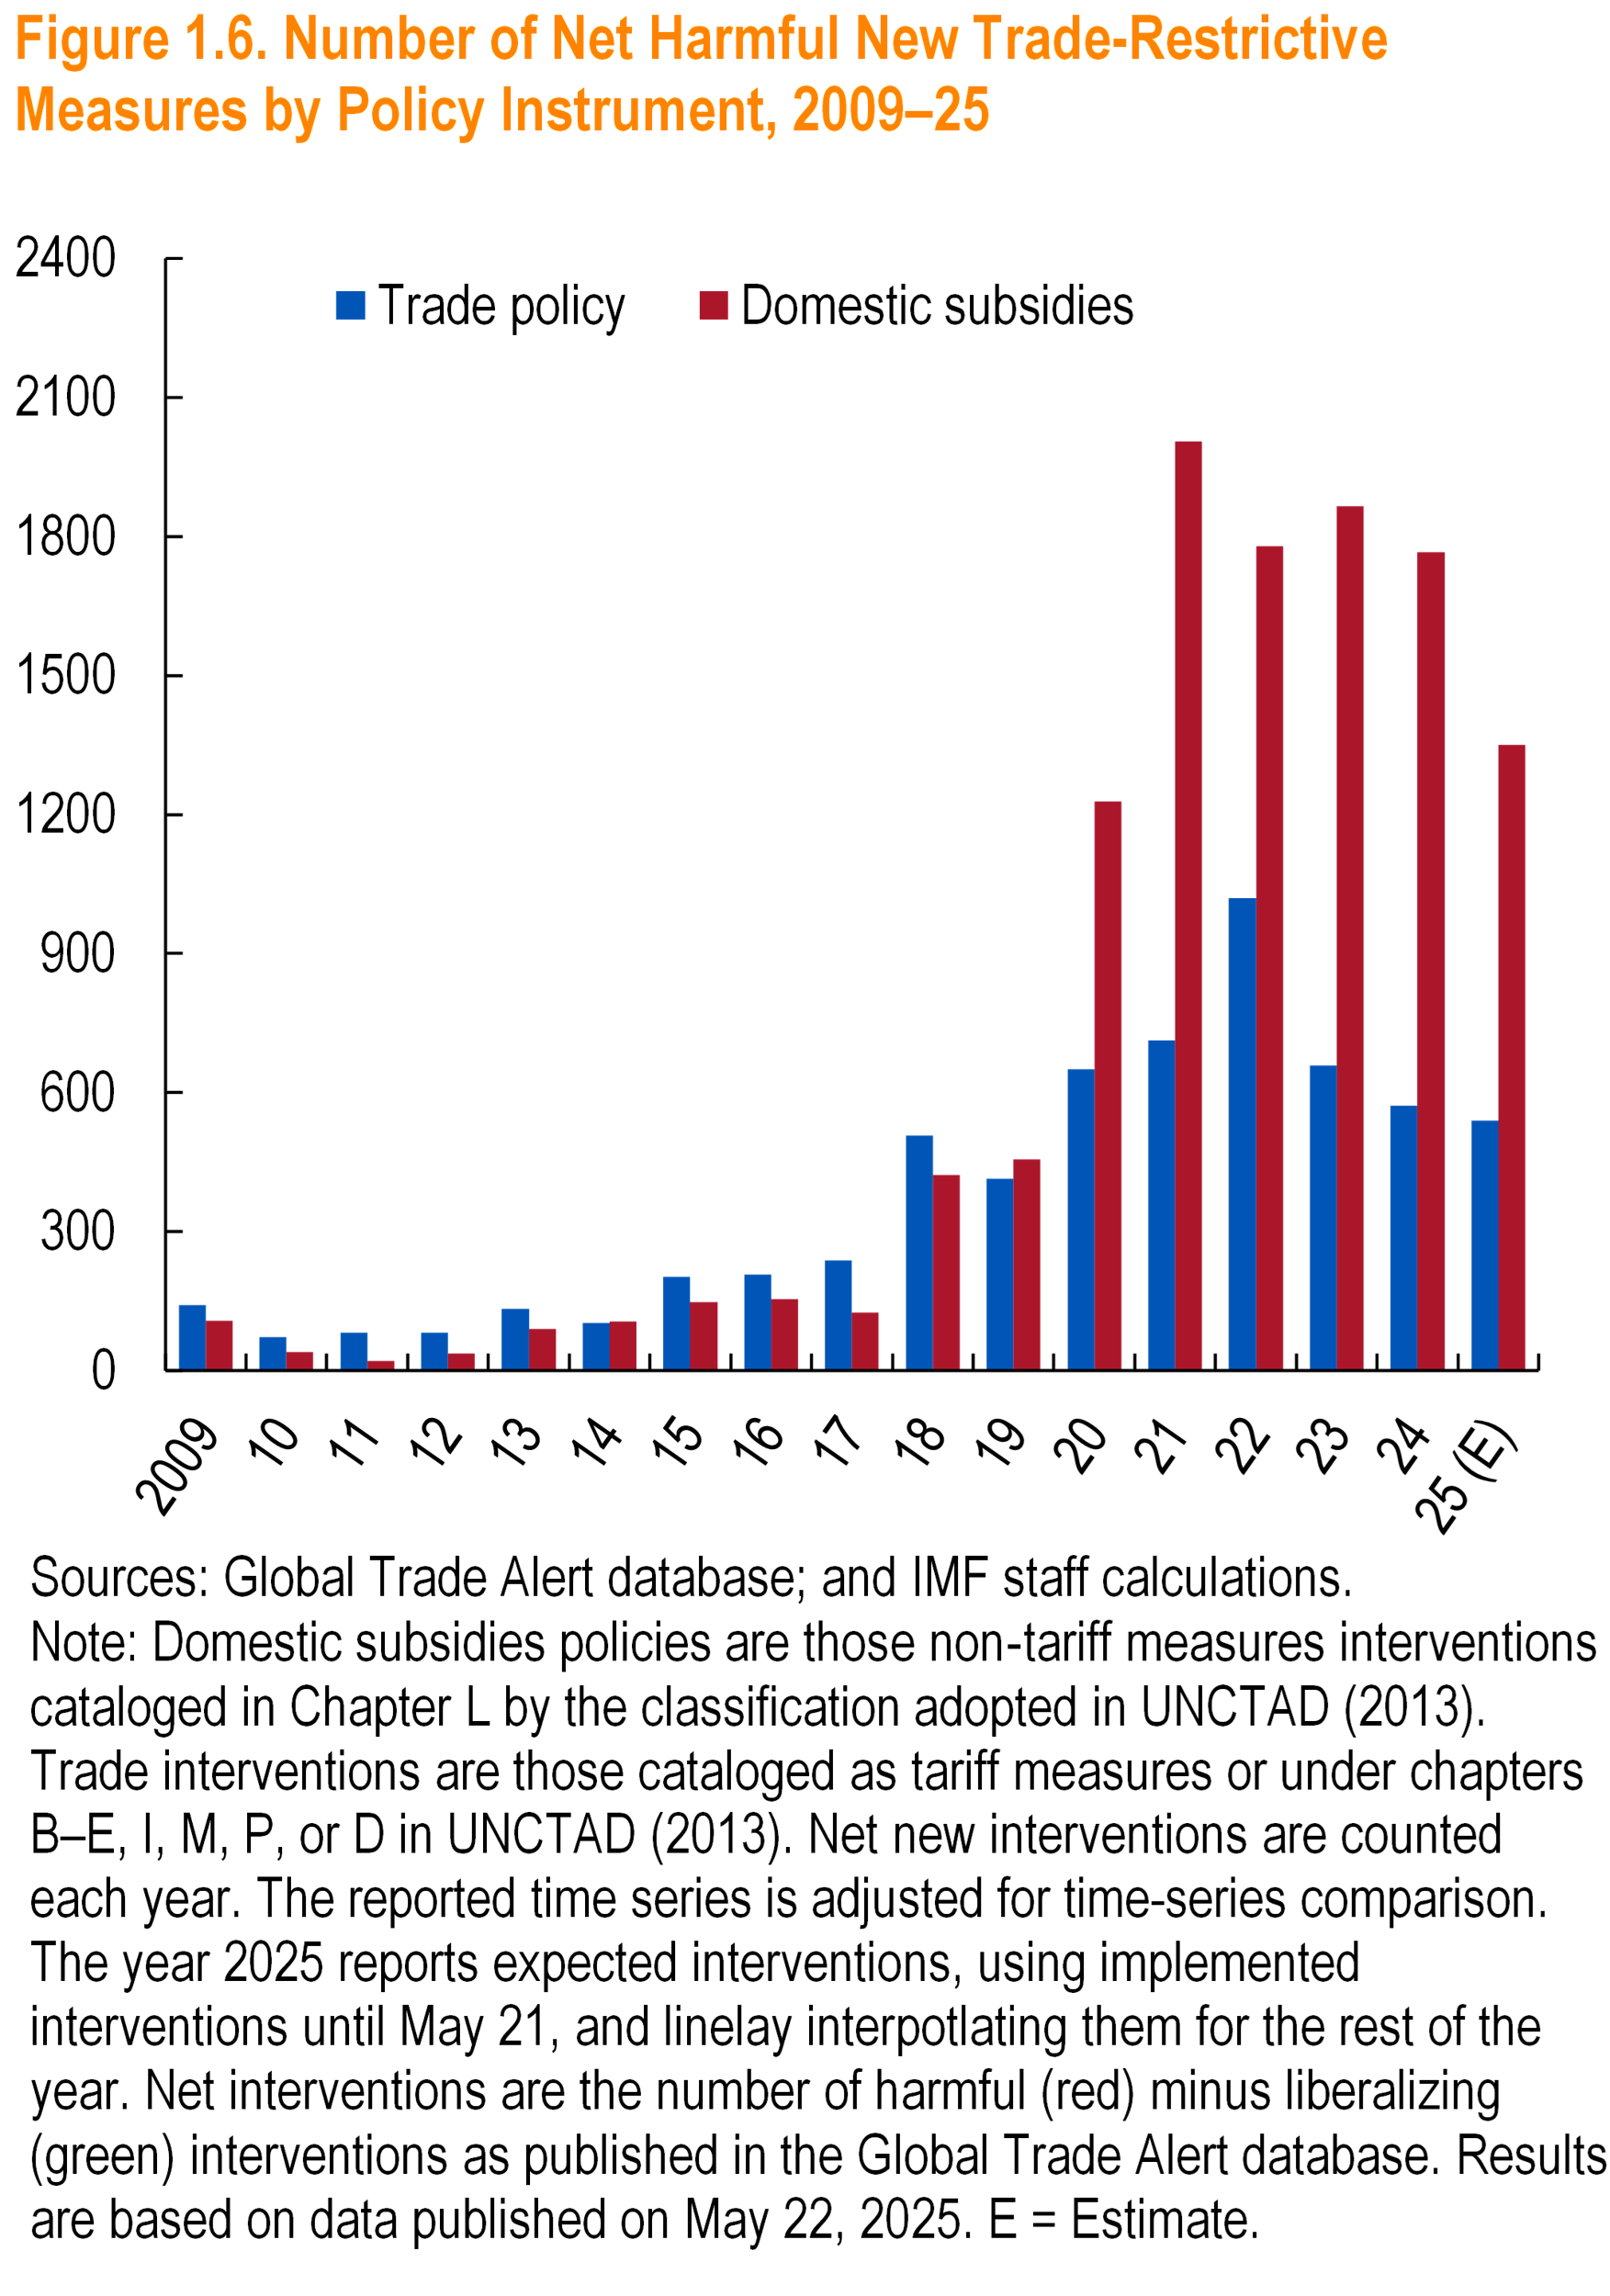 Figure 1.6. Number of Net Harmful New Trade-Restrictive
Measures by Policy Instrument, 2009–25
2400
Trade policy
Domestic subsidies
2100
1800
1500
1200
900
600
300
0
2009
10
11
12
13
14
15
16
17
18
19
20
21
22
23
24
25 (E)
Sources: Global Trade Alert database; and IMF staff calculations.
Note: Domestic subsidies policies are those non-tariff measures interventions
cataloged in Chapter L by the classification adopted in UNCTAD (2013).
Trade interventions are those cataloged as tariff measures or under chapters
B–E, I, M, P, or D in UNCTAD (2013). Net new interventions are counted
each year. The reported time series is adjusted for time-series comparison.
The year 2025 reports expected interventions, using implemented
interventions until May 21, and linelay interpotlating them for the rest of the
year. Net interventions are the number of harmful (red) minus liberalizing
(green) interventions as published in the Global Trade Alert database. Results
are based on data published on May 22, 2025. E = Estimate.